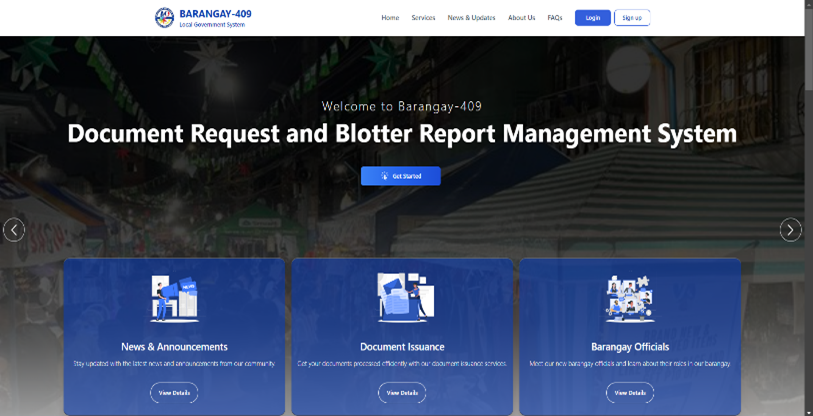 BARANGAY-409
Local Government System
Home Services News & Updates About Us FAQs Login Sign up
Welcome to Barangay-409
Document Request and Blotter Report Management System
Get Started
NEWS
News & Announcements
Stay updated with the latest news and announcements from our community.
View Details
Document Issuance
Get your documents processed efficiently with our document issuance services.
View Details
Barangay Officials
Meet our new barangay officials and learn about their roles in our barangay.
View Details